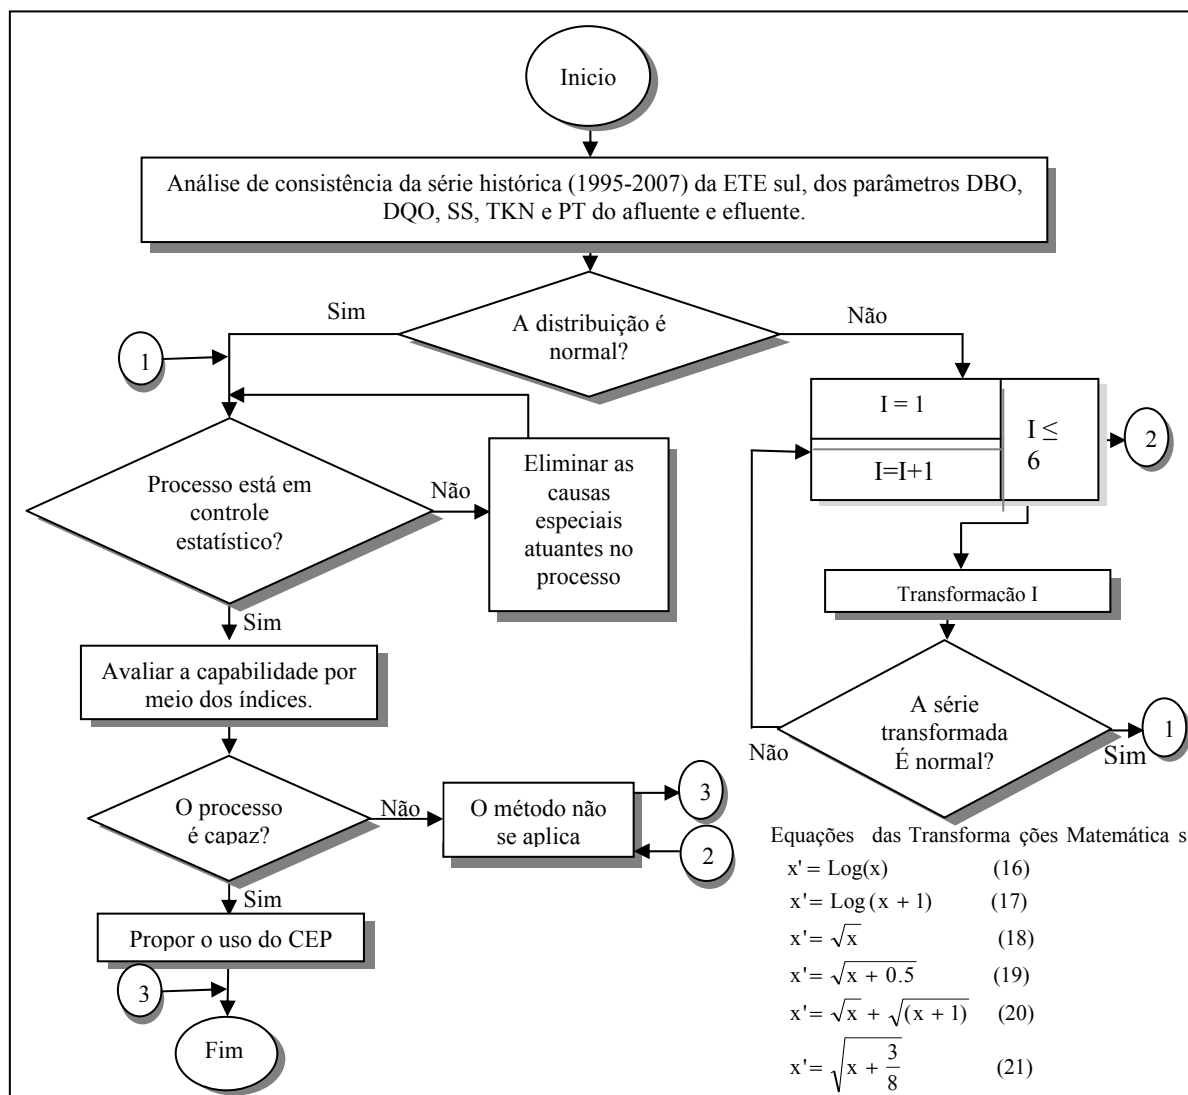 Inicio
Análise de consistência da série histórica (1995-2007) da ETE sul, dos parâmetros DBO,
DQO, SS, TKN e PT do afluente e efluente.
A distribuição é
normal?
Sim
Não
1
I = 1
I=I+1
I ≤
6
2
Processo está em
controle
estatístico?
Não
Eliminar as
causas
especiais
atuantes no
processo
Sim
Transformacão I
Avaliar a capabilidade por
meio dos índices.
A série
transformada
É normal?
Não
Sim
1
O processo
é capaz?
Não
O método não
se aplica
3
2
Sim
Propor o uso do CEP
3
Fim
Equações das Transforma ções Matemática s
x' = Log(x) (16)
x' = Log (x + 1) (17)
x' = √x (18)
x' = √(x + 0.5) (19)
x' = √x + √(x + 1) (20)
x' = √(x + 3/8) (21)